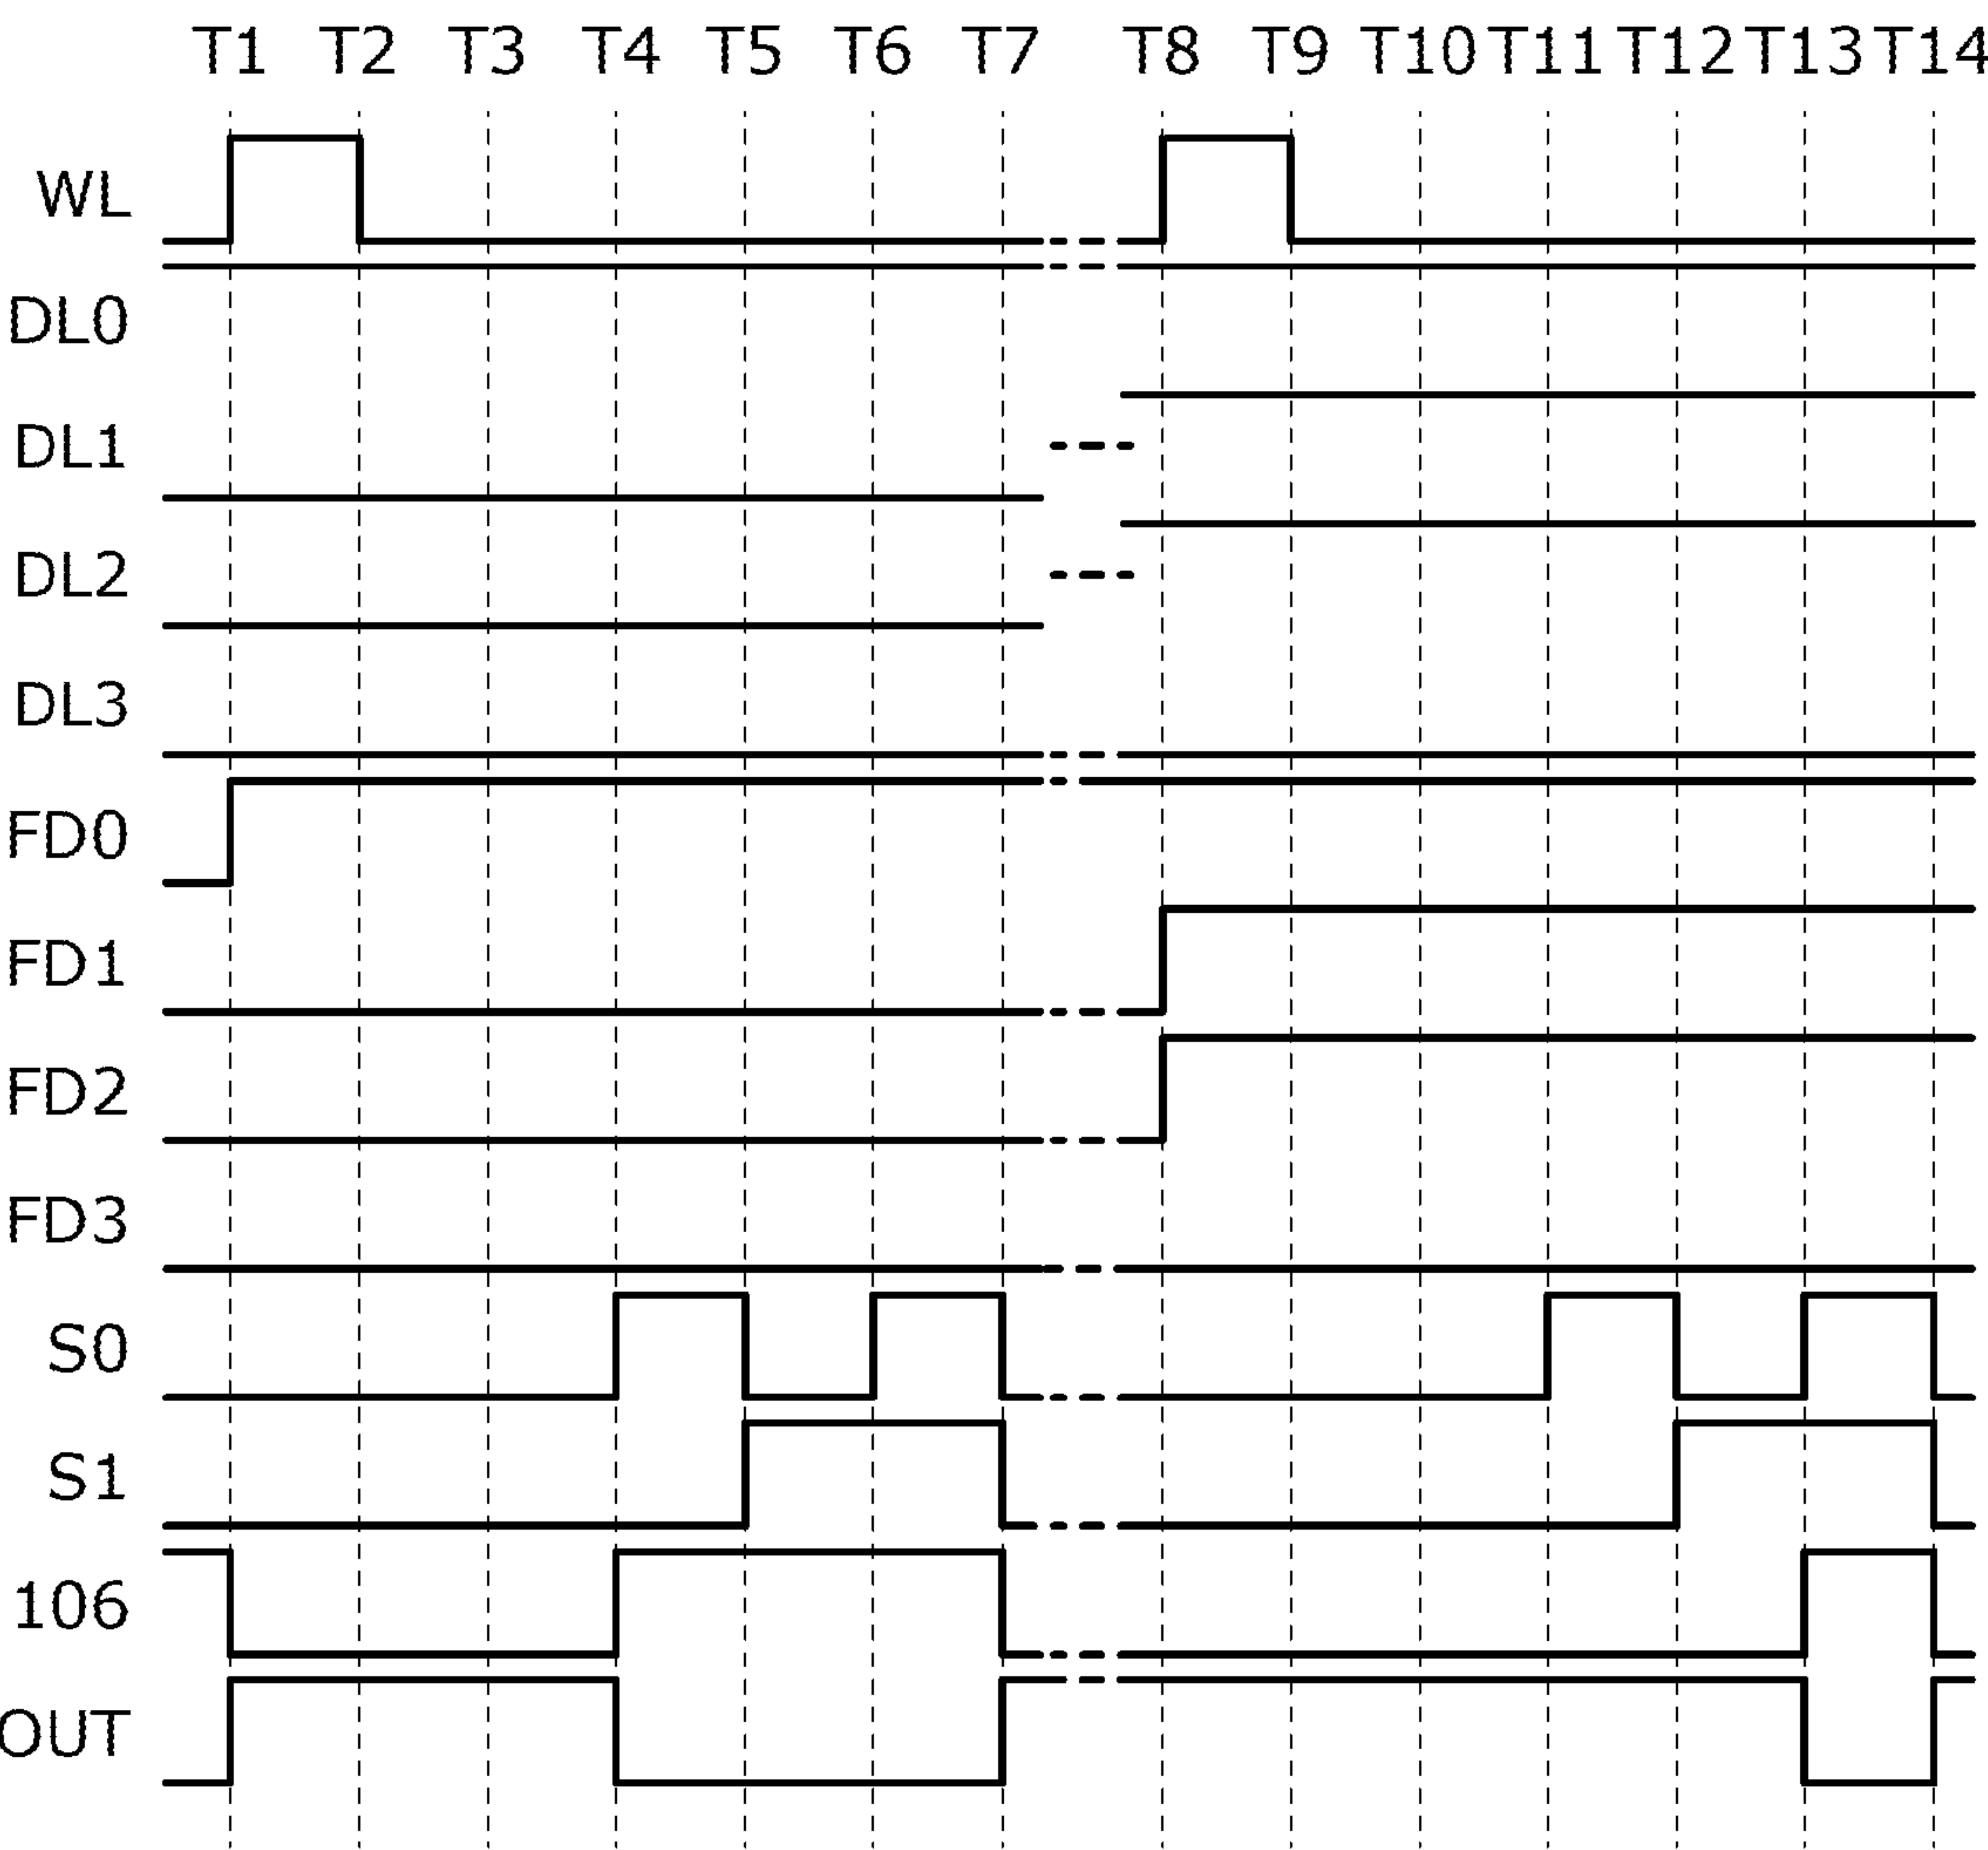 T1 T2 T3 T4 T5 T6 T7 T8 T9 T10 T11 T12 T13 T14
WL
DL0
DL1
DL2
DL3
FD0
FD1
FD2
FD3
S0
S1
106
OUT